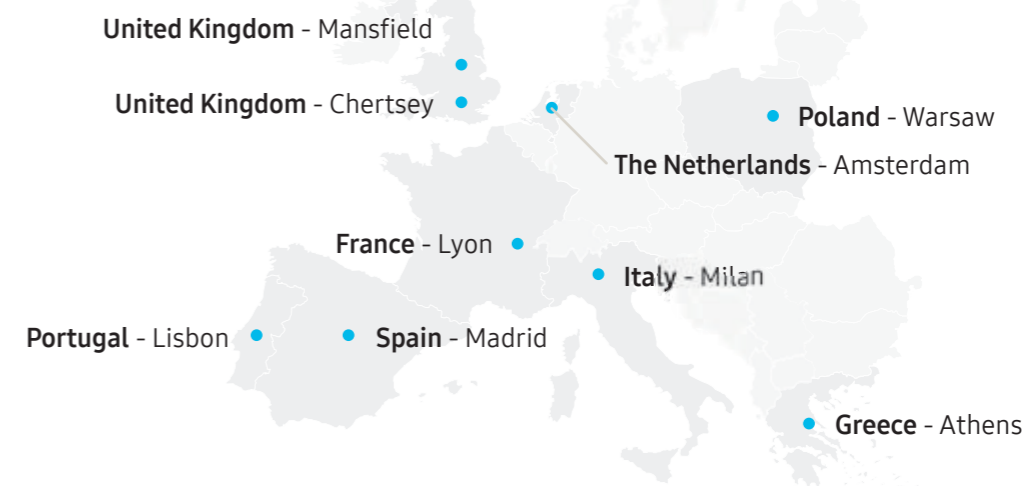 United Kingdom - Mansfield
United Kingdom - Chertsey
Poland - Warsaw
The Netherlands - Amsterdam
France - Lyon
Italy - Milan
Portugal - Lisbon
Spain - Madrid
Greece - Athens